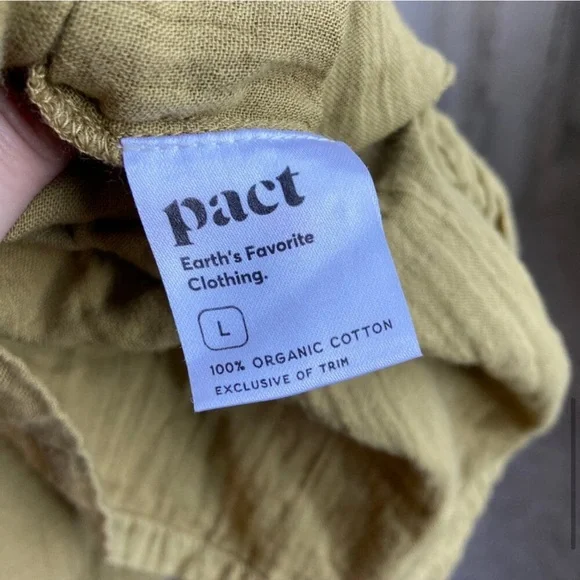 pact
Earth's Favorite
Clothing.
L
100% ORGANIC COTTON
EXCLUSIVE OF TRIM